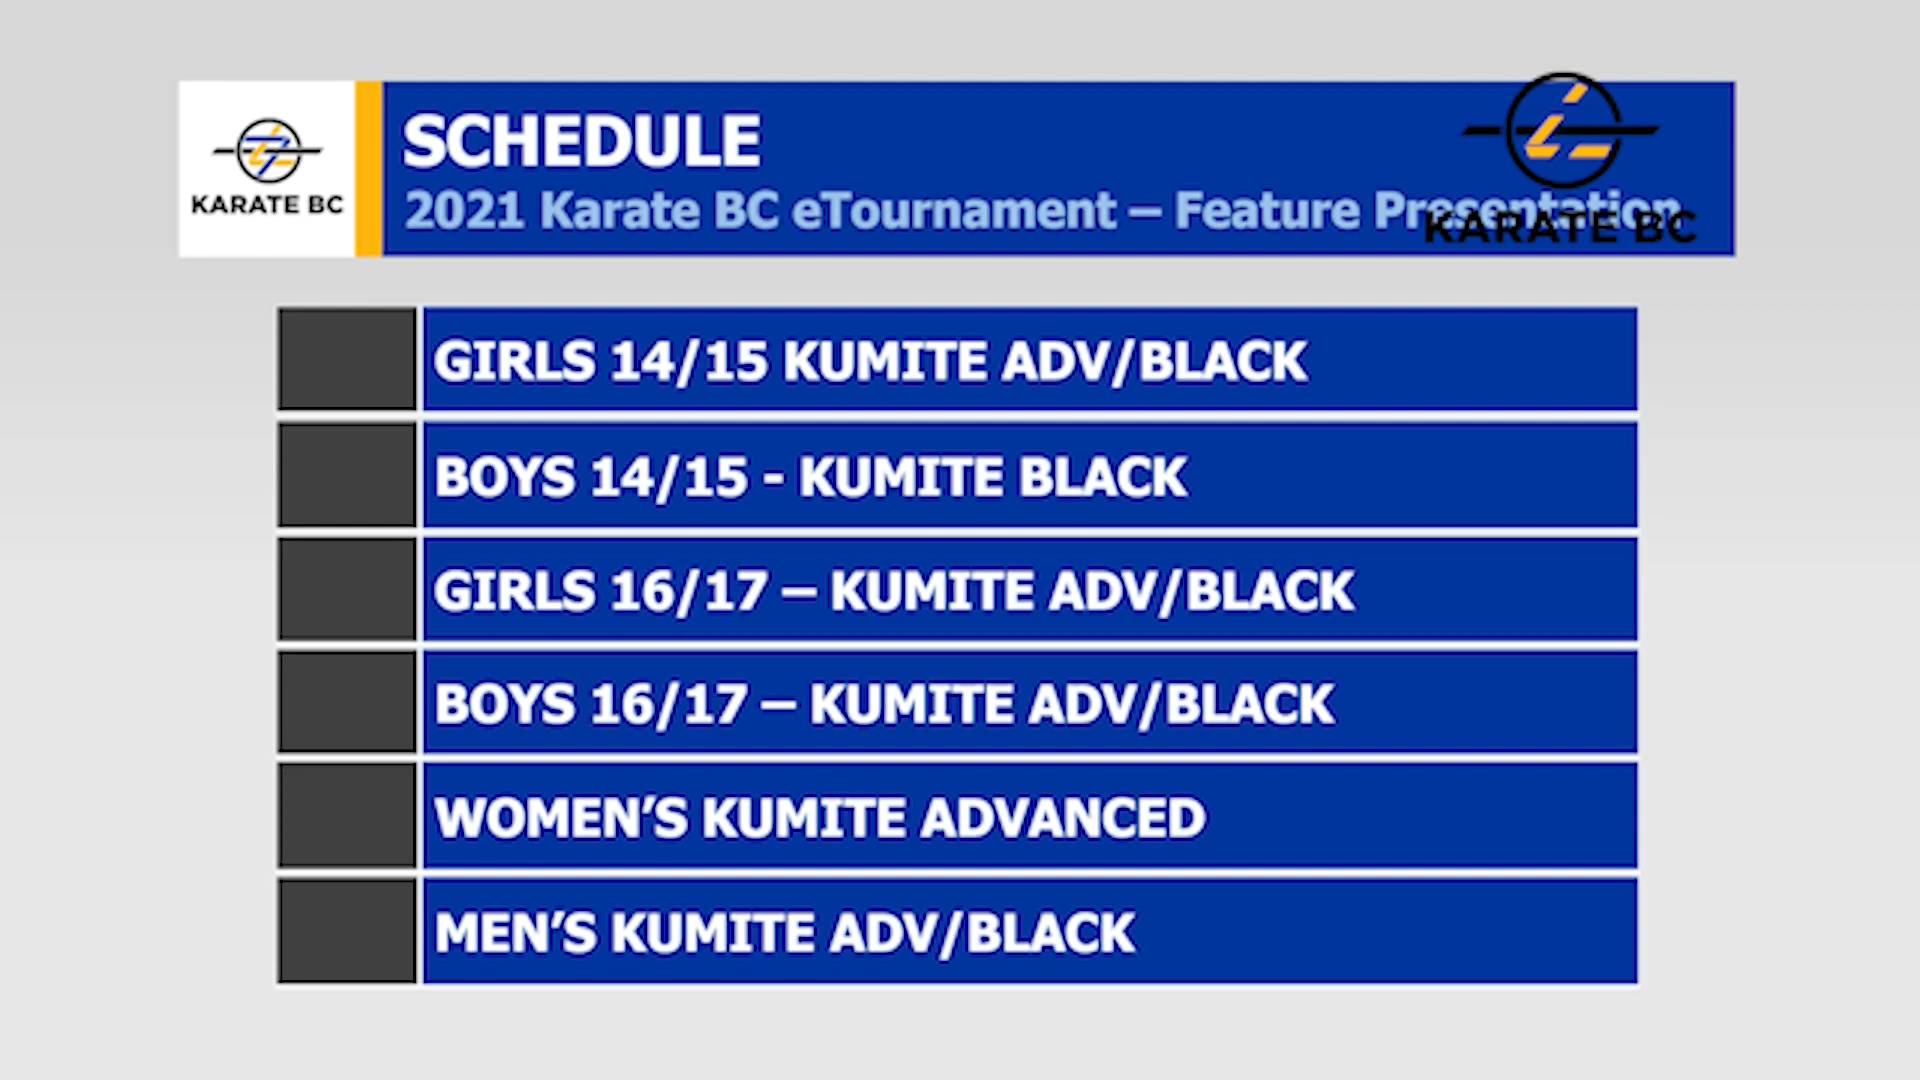 KARATE BC
SCHEDULE
2021 Karate BC eTournament – Feature Presentation
KARATE BC
GIRLS 14/15 KUMITE ADV/BLACK
BOYS 14/15 - KUMITE BLACK
GIRLS 16/17 – KUMITE ADV/BLACK
BOYS 16/17 – KUMITE ADV/BLACK
WOMEN’S KUMITE ADVANCED
MEN’S KUMITE ADV/BLACK